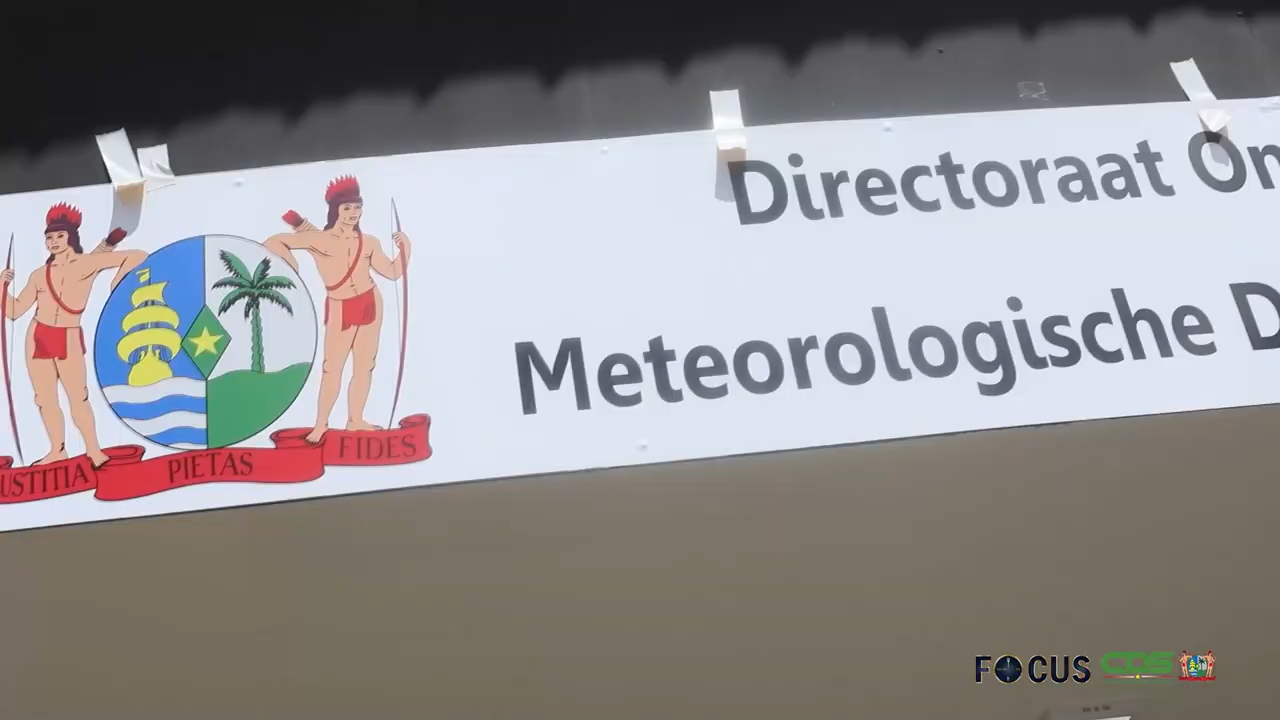 Directoraat On
Meteorologische D
USTITIA PIETAS FIDES
FOCUS CDS